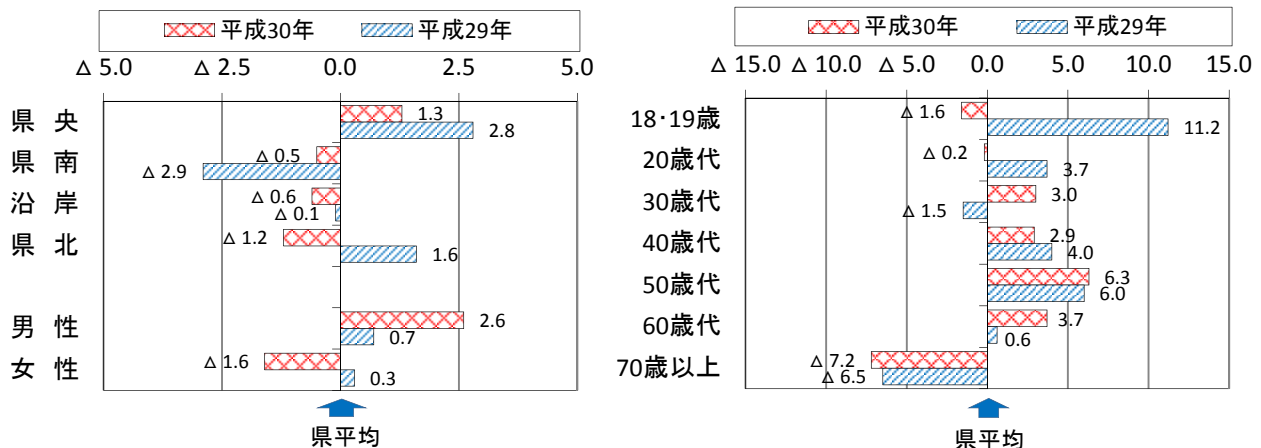 平成30年 平成29年
△ 5.0 △ 2.5 0.0 2.5 5.0
県央 1.3
2.8
県南 △ 0.5
△ 2.9
沿岸 △ 0.6
△ 0.1
県北 △ 1.2
1.6
男性 2.6
0.7
女性 △ 1.6
0.3
県平均
平成30年 平成29年
△ 15.0 △ 10.0 △ 5.0 0.0 5.0 10.0 15.0
18・19歳 △ 1.6
11.2
20歳代 △ 0.2
3.7
30歳代 3.0
△ 1.5
40歳代 2.9
4.0
50歳代 6.3
6.0
60歳代 3.7
0.6
70歳以上 △ 7.2
△ 6.5
県平均